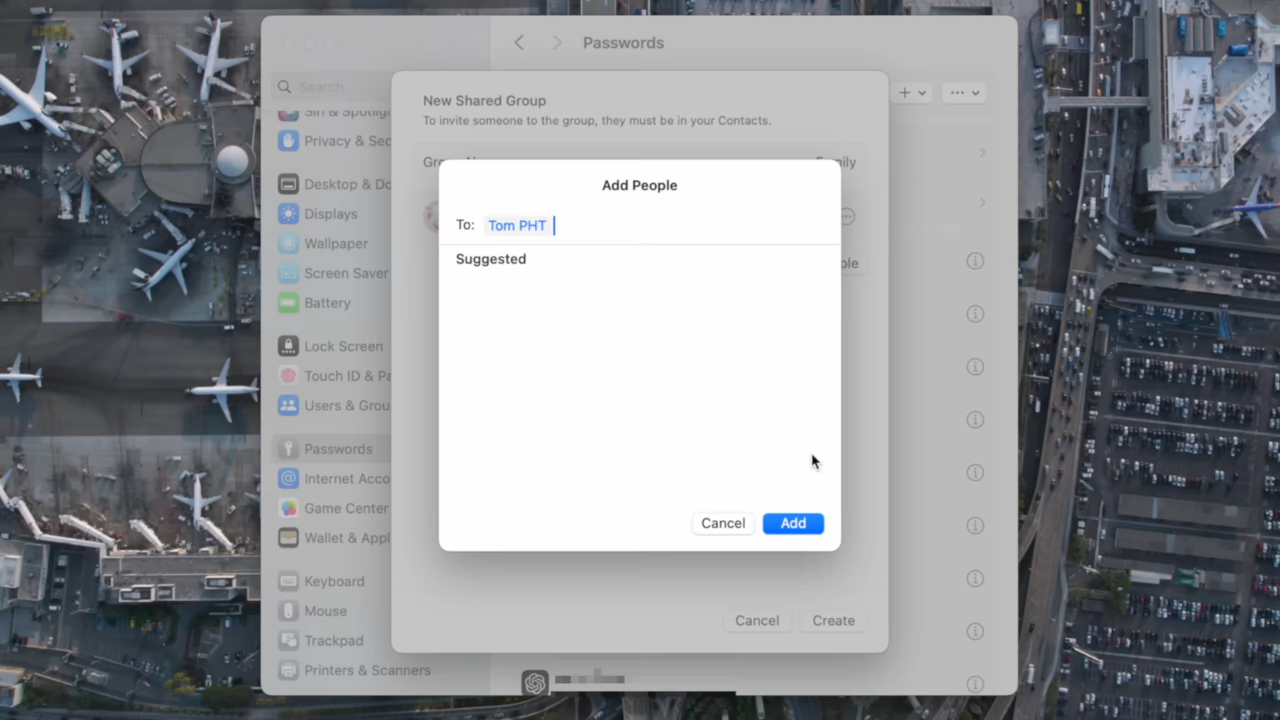 Passwords
Search
New Shared Group
To invite someone to the group, they must be in your Contacts.
Privacy & Sec
Family
Add People
Desktop & Do
Displays
To: Tom PHT
Wallpaper
Suggested
Screen Saver
Battery
Lock Screen
Touch ID & Pa
Users & Grou
Passwords
Internet Acco
Game Center
Cancel
Add
Wallet & Appl
Keyboard
Mouse
Cancel
Create
Trackpad
Printers & Scanners